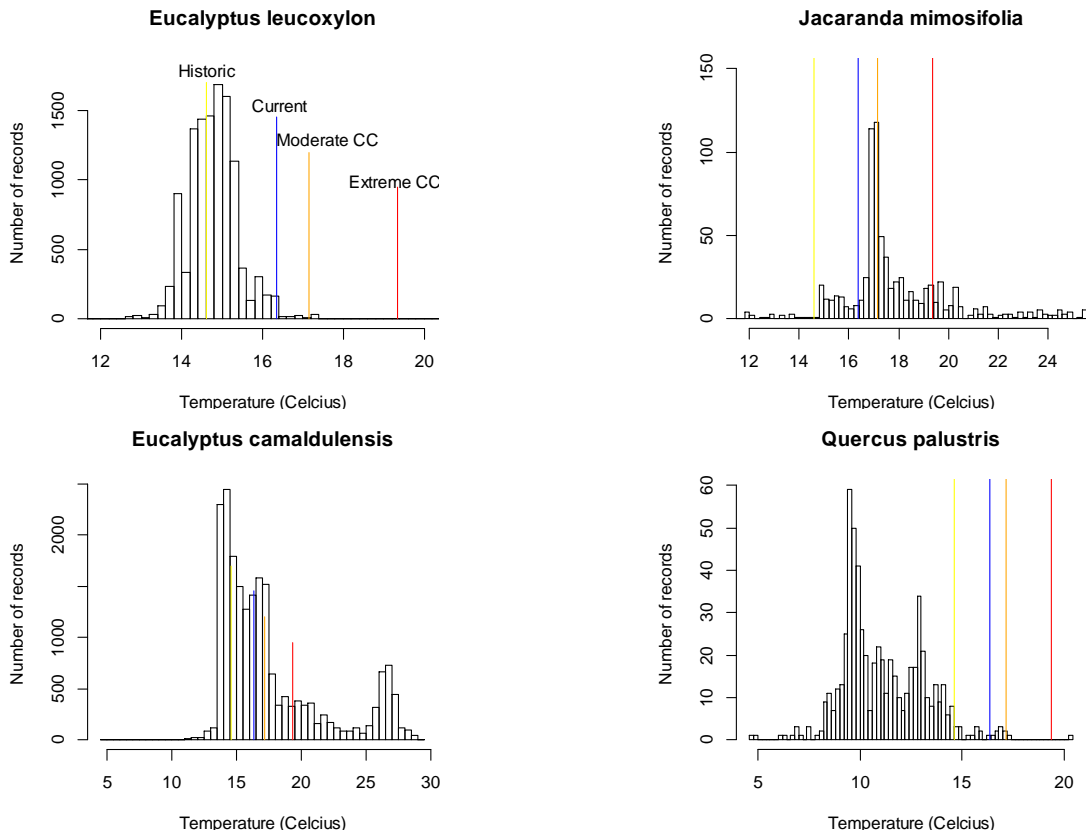 Eucalyptus leucoxylon
Number of records
0
500
1000
1500
Historic
Current
Moderate CC
Extreme CC
12
14
16
18
20
Temperature (Celcius)
Jacaranda mimosifolia
Number of records
0
50
100
150
12
14
16
18
20
22
24
Temperature (Celcius)
Eucalyptus camaldulensis
Number of records
0
500
1000
2000
5
10
15
20
25
30
Temperature (Celcius)
Quercus palustris
Number of records
0
10
20
30
40
50
60
5
10
15
20
Temperature (Celcius)